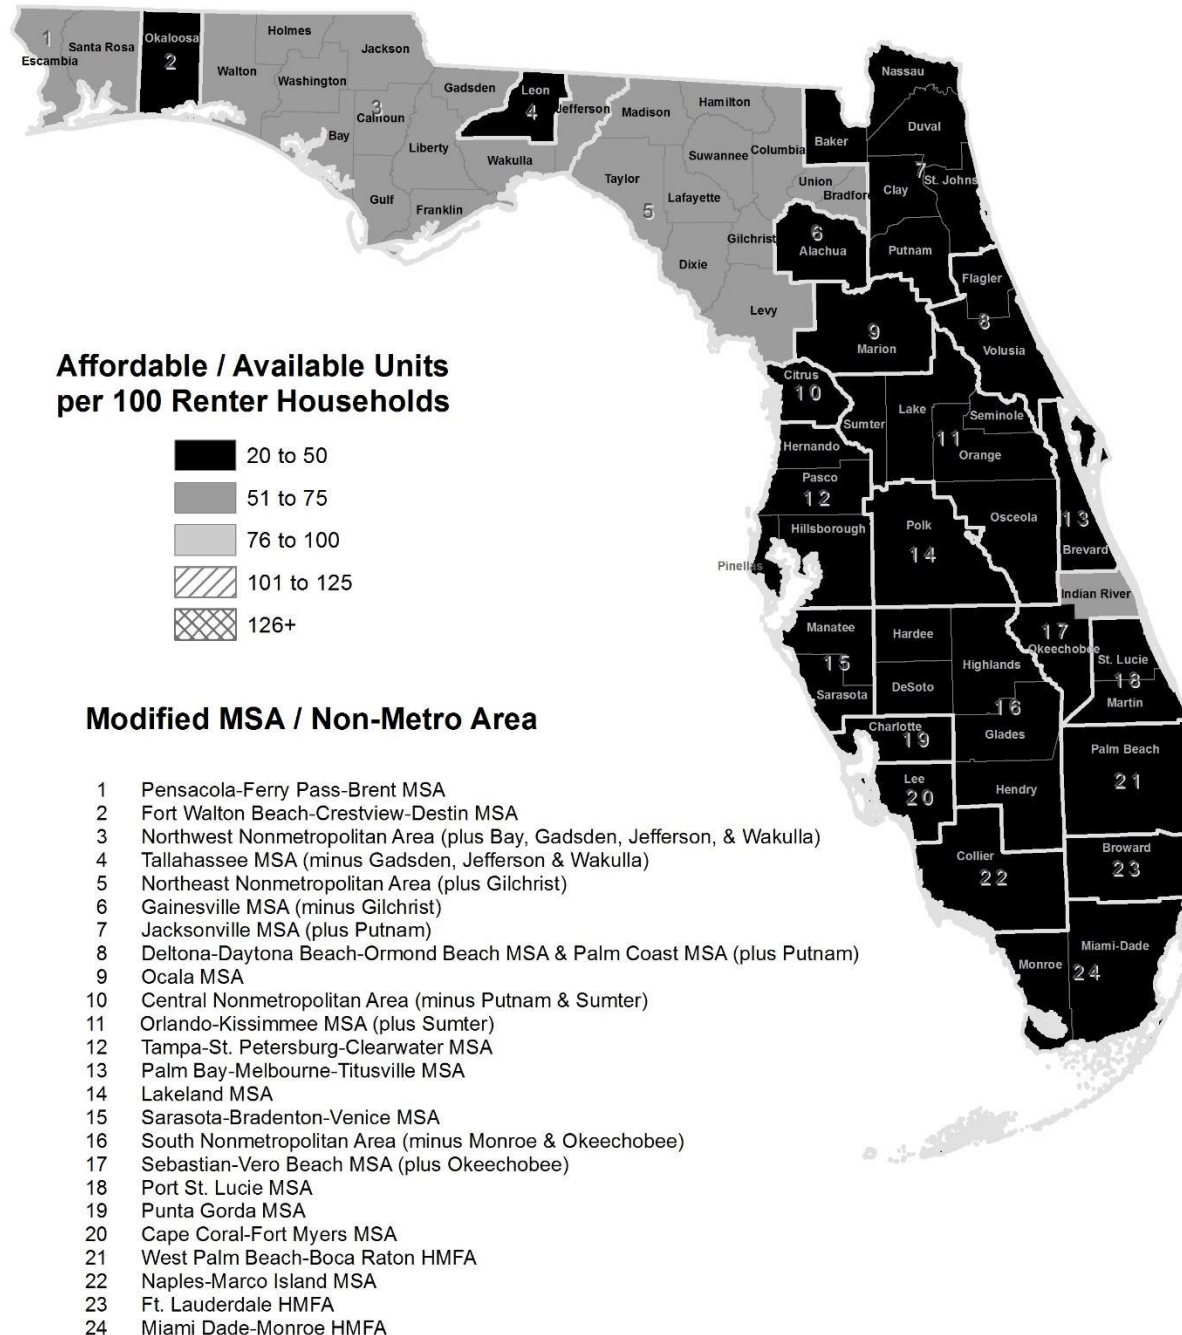 1
Escambia
Santa Rosa
Okaloosa
2
Walton
Holmes
Washington
Jackson
3
Calhoun
Bay
Gulf
Liberty
Franklin
Gadsden
Leon
4
Wakulla
Jefferson
Madison
Taylor
5
Hamilton
Suwannee
Lafayette
Columbia
Dixie
Gilchrist
Levy
Union
Bradford
Baker
Nassau
Duval
7
Clay
St. Johns
Putnam
6
Alachua
Flagler
8
Volusia
9
Marion
Citrus
10
Sumter
Lake
Seminole
11
Orange
Hernando
Pasco
12
Hillsborough
Pinellas
Polk
14
Osceola
13
Brevard
Indian River
17
Okeechobee
St. Lucie
18
Martin
Manatee
15
Sarasota
Hardee
DeSoto
Highlands
16
Glades
Charlotte
19
Lee
20
Hendry
Palm Beach
21
Collier
22
Broward
23
Miami-Dade
Monroe
24
Affordable / Available Units
per 100 Renter Households
20 to 50
51 to 75
76 to 100
101 to 125
126+
Modified MSA / Non-Metro Area
1 Pensacola-Ferry Pass-Brent MSA
2 Fort Walton Beach-Crestview-Destin MSA
3 Northwest Nonmetropolitan Area (plus Bay, Gadsden, Jefferson, & Wakulla)
4 Tallahassee MSA (minus Gadsden, Jefferson & Wakulla)
5 Northeast Nonmetropolitan Area (plus Gilchrist)
6 Gainesville MSA (minus Gilchrist)
7 Jacksonville MSA (plus Putnam)
8 Deltona-Daytona Beach-Ormond Beach MSA & Palm Coast MSA (plus Putnam)
9 Ocala MSA
10 Central Nonmetropolitan Area (minus Putnam & Sumter)
11 Orlando-Kissimmee MSA (plus Sumter)
12 Tampa-St. Petersburg-Clearwater MSA
13 Palm Bay-Melbourne-Titusville MSA
14 Lakeland MSA
15 Sarasota-Bradenton-Venice MSA
16 South Nonmetropolitan Area (minus Monroe & Okeechobee)
17 Sebastian-Vero Beach MSA (plus Okeechobee)
18 Port St. Lucie MSA
19 Punta Gorda MSA
20 Cape Coral-Fort Myers MSA
21 West Palm Beach-Boca Raton HMFA
22 Naples-Marco Island MSA
23 Ft. Lauderdale HMFA
24 Miami Dade-Monroe HMFA